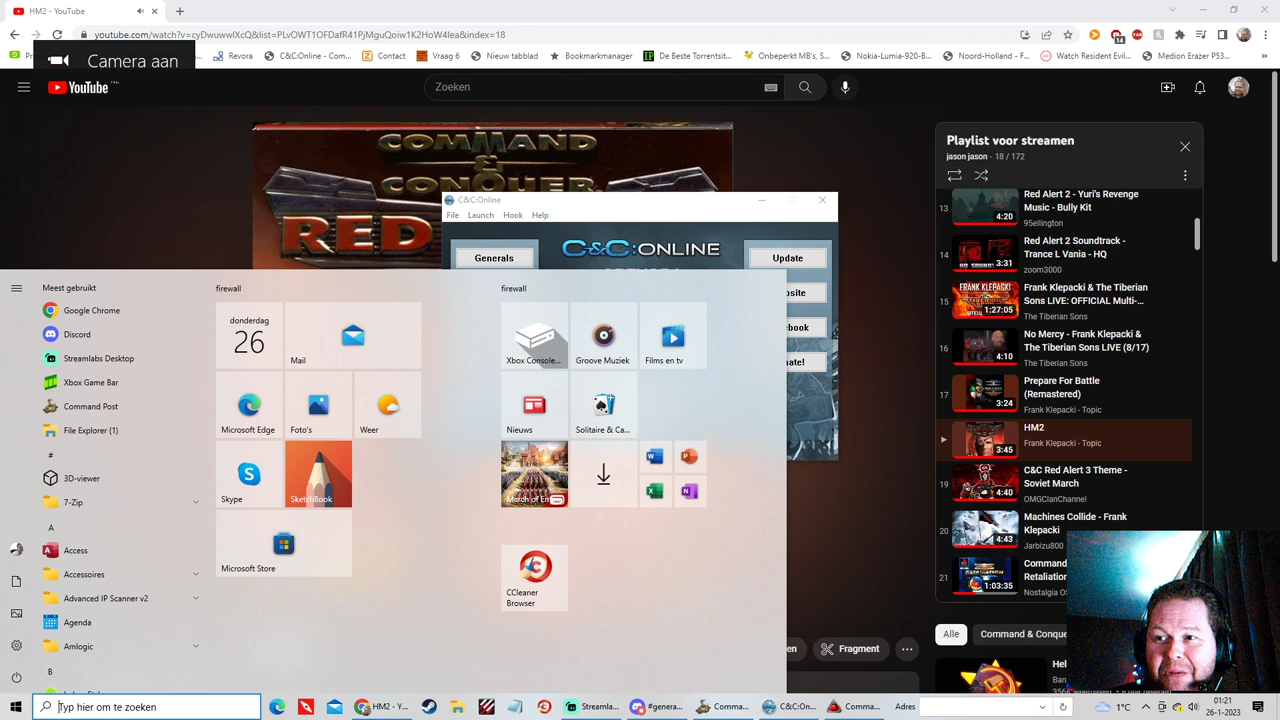 HM2 - YouTube
youtube.com/watch?v=cyDwuwwlXcQ&list=PLvOWT1OFDafR41PjMguQoiw1K2HoW4lea&index=18
Camera aan
Revora
C&C:Online - Com...
Contact
Vraag 6
Nieuw tabblad
Bookmarkmanager
De Beste Torrentsit...
Onbeperkt MB's, S...
Nokia-Lumia-920-B...
Noord-Holland - F...
Watch Resident Evil...
Medion Erazer P53...
YouTube
Zoeken
COMMAND
&
CONQUER
RED
C&C:Online
File Launch Hook Help
C&C:ONLINE
Generals
Update
Playlist voor streamen
jason jason - 18 / 172
13
Red Alert 2 - Yuri's Revenge
Music - Bully Kit
95ellington
4:20
14
Red Alert 2 Soundtrack -
Trance L Vania - HQ
zoom3000
3:31
15
Frank Klepacki & The Tiberian
Sons LIVE: OFFICIAL Multi-...
The Tiberian Sons
1:27:05
16
No Mercy - Frank Klepacki &
The Tiberian Sons LIVE (8/17)
The Tiberian Sons
4:10
17
Prepare For Battle
(Remastered)
Frank Klepacki - Topic
3:24
HM2
Frank Klepacki - Topic
3:45
19
C&C Red Alert 3 Theme -
Soviet March
OMGClanChannel
4:40
20
Machines Collide - Frank
Klepacki
Jarbizu800
4:43
21
Retaliation
Nostalgia
1:03:35
Alle
Command & Conque
Fragment
Meest gebruikt
Google Chrome
Discord
Streamlabs Desktop
Xbox Game Bar
Command Post
File Explorer (1)
#
3D-viewer
7-Zip
A
Access
Accessoires
Advanced IP Scanner v2
Agenda
Amlogic
B
firewall
donderdag
26
Mail
Microsoft Edge
Foto's
Weer
Skype
SketchBook
Microsoft Store
firewall
Xbox Console...
Groove Muziek
Films en tv
Nieuws
Solitaire & Ca...
March of Em
CCleaner
Browser
Typ hier om te zoeken
HM2 - Y...
Streamla...
#genera...
Comma...
C&C:On...
Comma...
Adres
1°C
01:21
26-1-2023